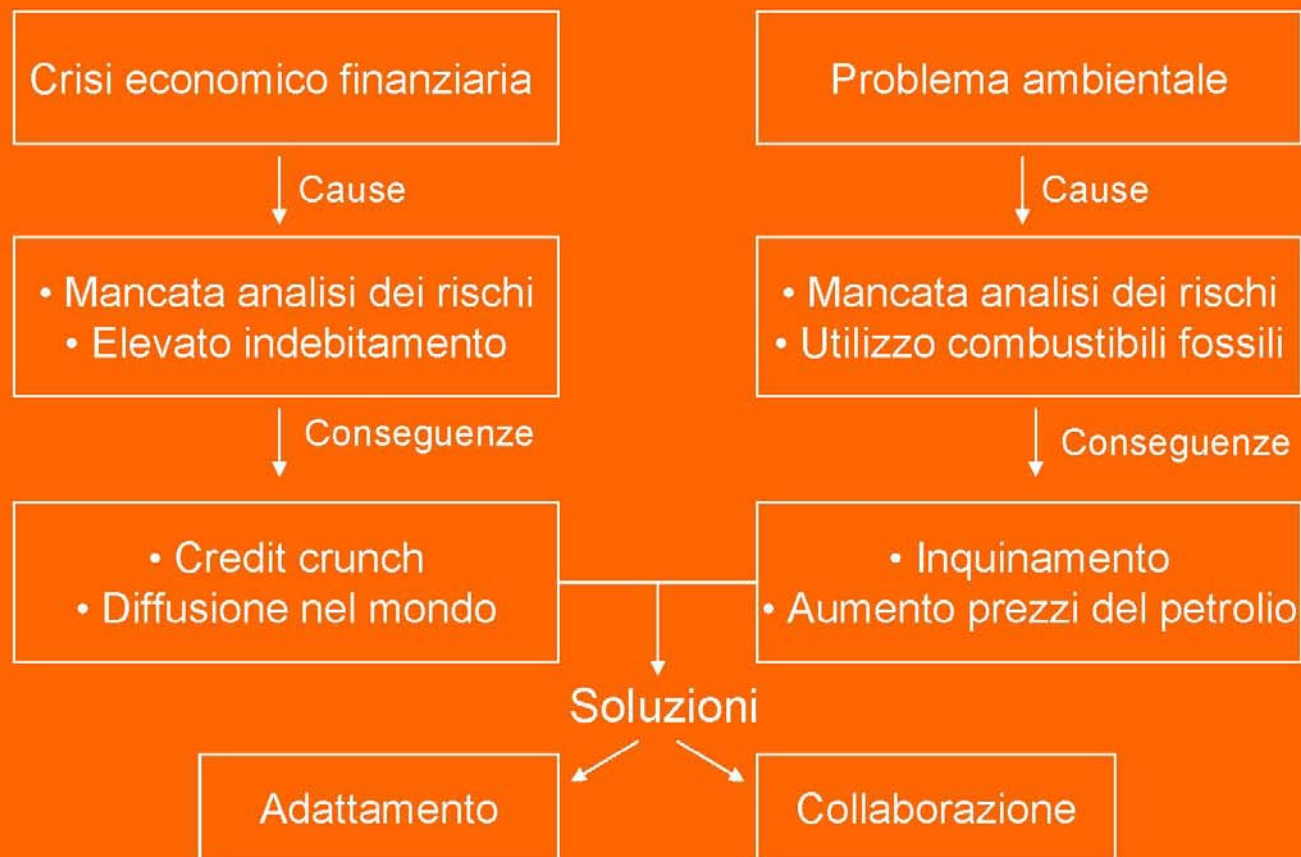 Crisi economico finanziaria
Problema ambientale
Cause
Cause
• Mancata analisi dei rischi
• Elevato indebitamento
• Mancata analisi dei rischi
• Utilizzo combustibili fossili
Conseguenze
Conseguenze
• Credit crunch
• Diffusione nel mondo
• Inquinamento
• Aumento prezzi del petrolio
Soluzioni
Adattamento
Collaborazione